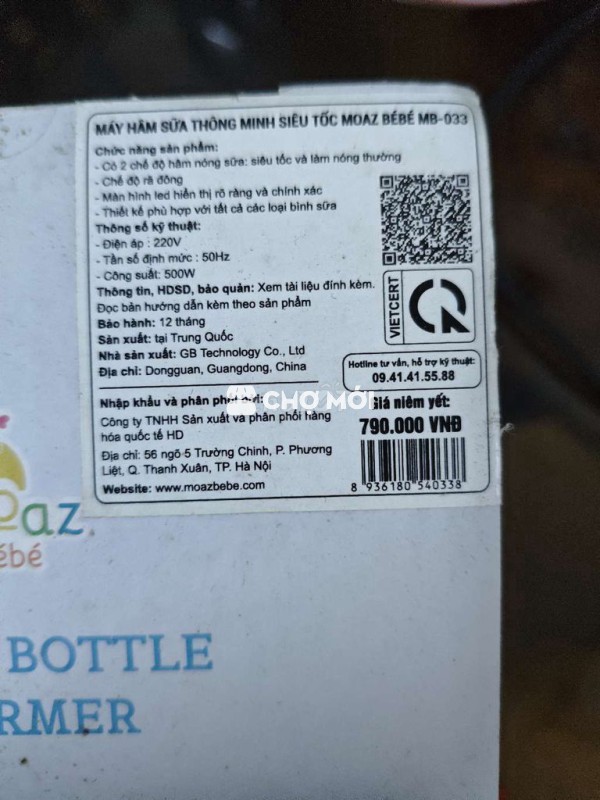 MÁY HÂM SỮA THÔNG MINH SIÊU TỐC MOAZ BÉBÉ MB-033
Chức năng sản phẩm:
- Có 2 chế độ hâm nóng sữa: siêu tốc và làm nóng thường
- Chế độ rã đông
- Màn hình led hiển thị rõ ràng và chính xác
- Thiết kế phù hợp với tất cả các loại bình sữa
Thông số kỹ thuật:
- Điện áp : 220V
- Tần số định mức : 50Hz
- Công suất: 500W
Thông tin, HDSD, bảo quản: Xem tài liệu đính kèm.
Đọc bản hướng dẫn kèm theo sản phẩm
Bảo hành: 12 tháng
Sản xuất: tại Trung Quốc
Nhà sản xuất: GB Technology Co., Ltd
Địa chỉ: Dongguan, Guangdong, China
VIETCERT
Hotline tư vấn, hỗ trợ kỹ thuật:
09.41.41.55.88
Nhập khẩu và phân phối
Công ty TNHH Sản xuất và phân phối hàng
hóa quốc tế HD
Địa chỉ: 56 ngõ 5 Trường Chinh, P. Phương
Liệt, Q. Thanh Xuân, TP. Hà Nội
Website: www.moazbebe.com
CHỢ MỚI
Giá niêm yết:
790.000 VNĐ
8 936180 540338
az
ébé
BOTTLE
RMER